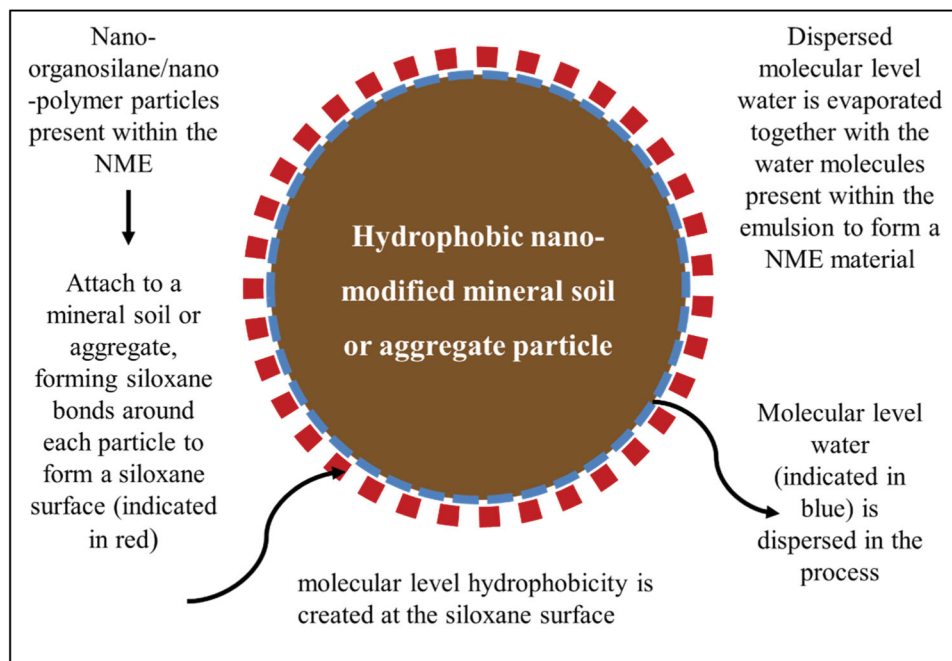 Nano-
organosilane/nano
-polymer particles
present within the
NME
Attach to a
mineral soil or
aggregate,
forming siloxane
bonds around
each particle to
form a siloxane
surface (indicated
in red)
Hydrophobic nano-
modified mineral soil
or aggregate particle
molecular level hydrophobicity is
created at the siloxane surface
Dispersed
molecular level
water is evaporated
together with the
water molecules
present within the
emulsion to form a
NME material
Molecular level
water
(indicated in
blue) is
dispersed in the
process